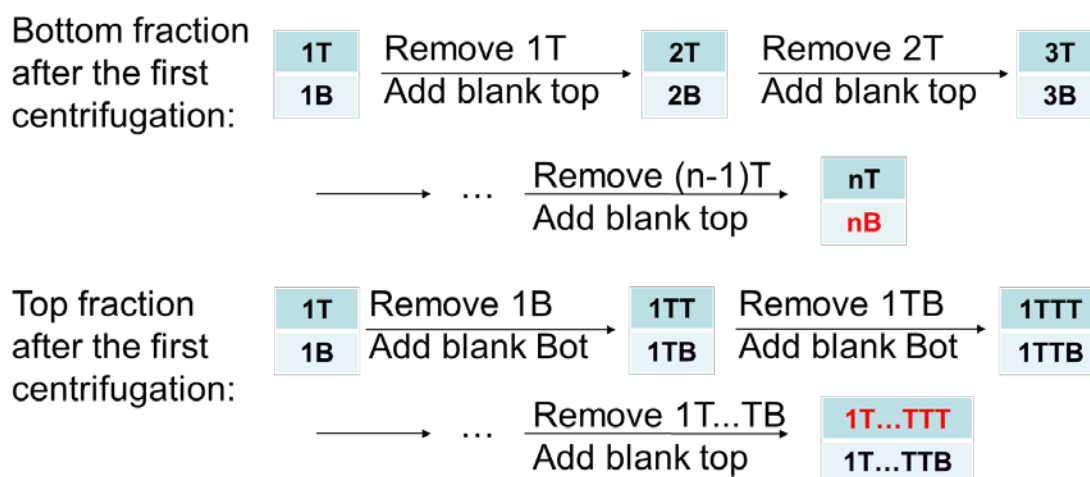 Bottom fraction
after the first
centrifugation:
1T
1B
Remove 1T
Add blank top
2T
2B
Remove 2T
Add blank top
3T
3B
...
Remove (n-1)T
Add blank top
nT
nB
Top fraction
after the first
centrifugation:
1T
1B
Remove 1B
Add blank Bot
1TT
1TB
Remove 1TB
Add blank Bot
1TTT
1TTB
...
Remove 1T...TB
Add blank top
1T...TTT
1T...TTB